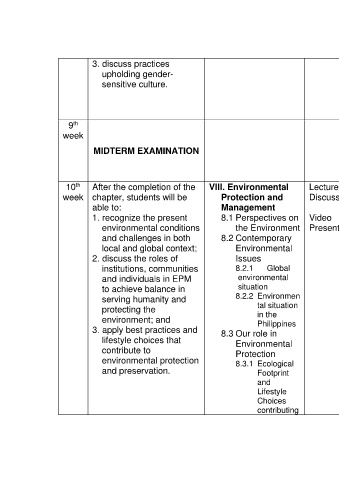 3. discuss practices
upholding gender-
sensitive culture.
9th
week
MIDTERM EXAMINATION
10th
week
After the completion of the
chapter, students will be
able to:
1. recognize the present
environmental conditions
and challenges in both
local and global context;
2. discuss the roles of
institutions, communities
and individuals in EPM
to achieve balance in
serving humanity and
protecting the
environment; and
3. apply best practices and
lifestyle choices that
contribute to
environmental protection
and preservation.
VIII. Environmental
Protection and
Management
8.1 Perspectives on
the Environment
8.2 Contemporary
Environmental
Issues
8.2.1 Global
environmental
situation
8.2.2 Environmen
tal situation
in the
Philippines
8.3 Our role in
Environmental
Protection
8.3.1 Ecological
Footprint
and
Lifestyle
Choices
contributing
Lecture
Discuss
Video
Present